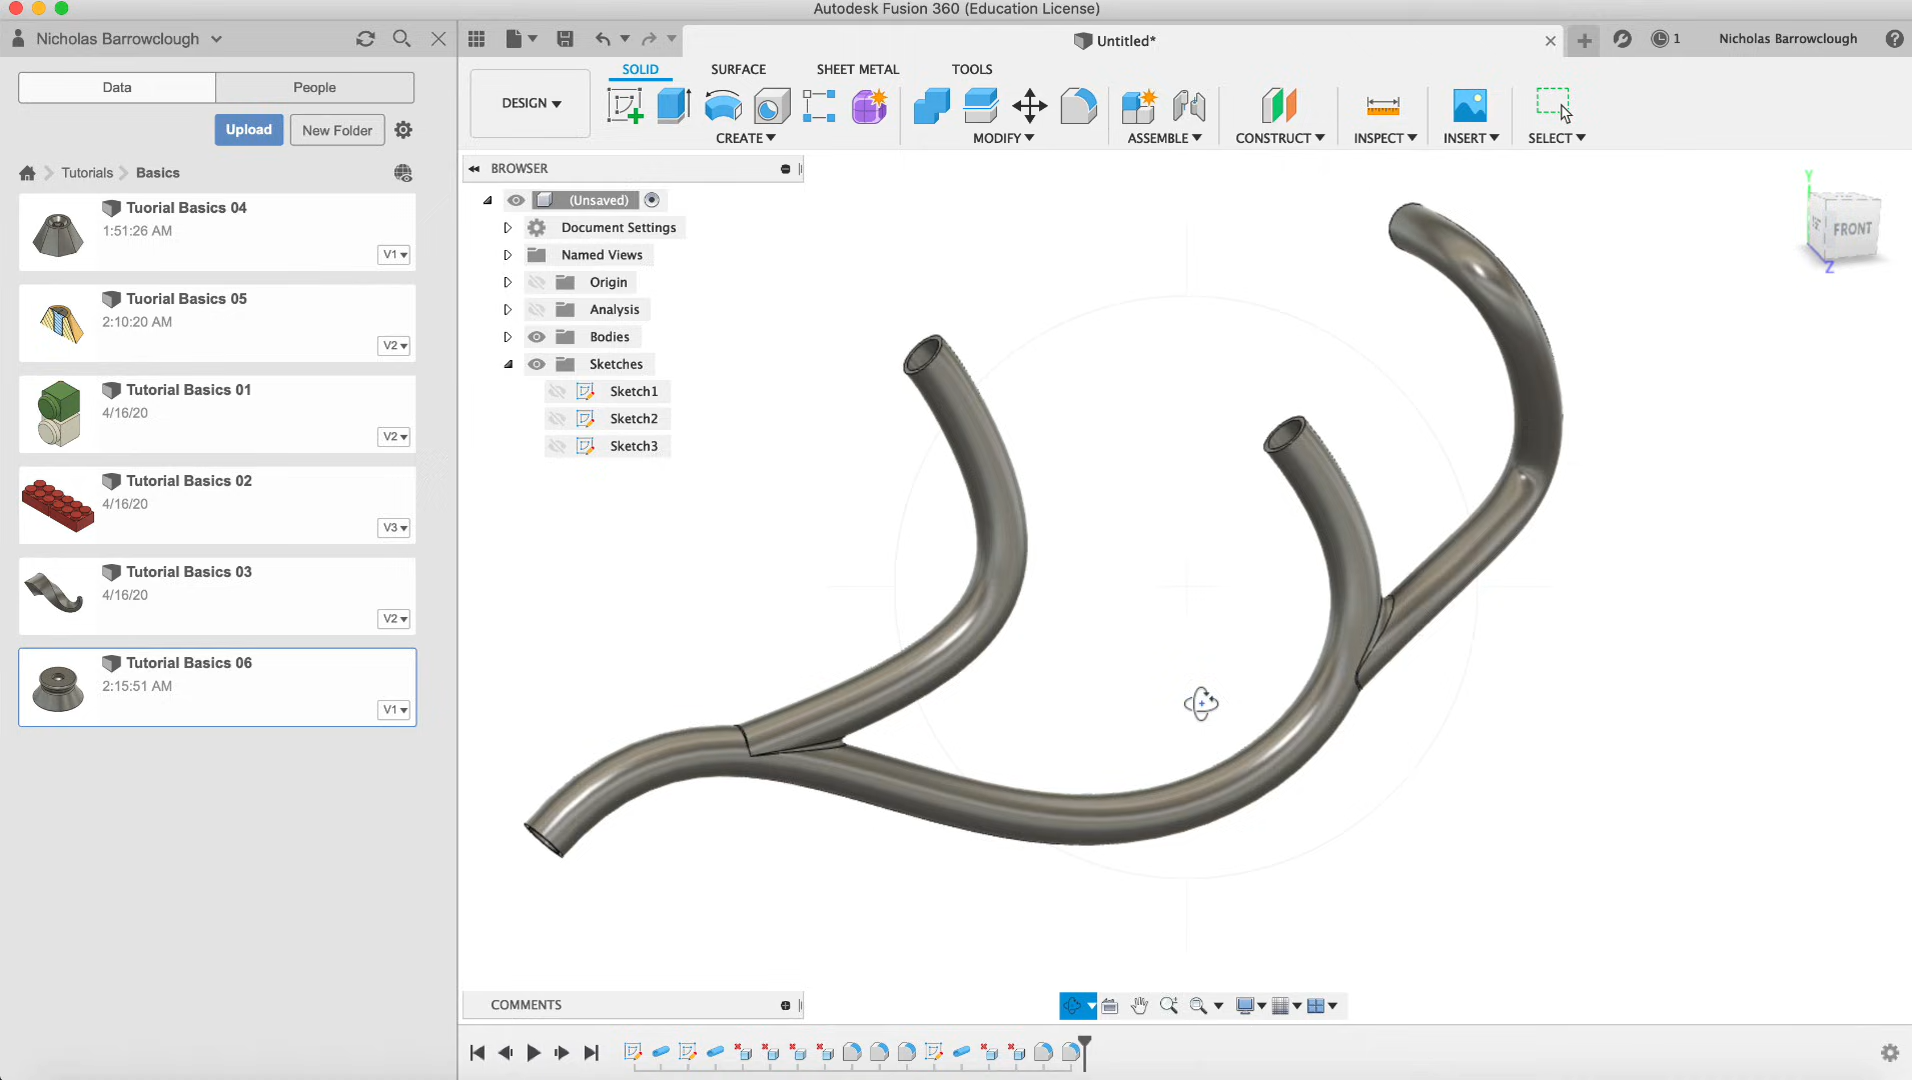 Autodesk Fusion 360 (Education License)
Nicholas Barrowclough
Untitled*
1
Nicholas Barrowclough
Data
People
Upload
New Folder
Tutorials
Basics
Tuorial Basics 04
1:51:26 AM
V1
Tuorial Basics 05
2:10:20 AM
V2
Tutorial Basics 01
4/16/20
V2
Tutorial Basics 02
4/16/20
V3
Tutorial Basics 03
4/16/20
V2
Tutorial Basics 06
2:15:51 AM
V1
DESIGN
SOLID
SURFACE
SHEET METAL
TOOLS
CREATE
MODIFY
ASSEMBLE
CONSTRUCT
INSPECT
INSERT
SELECT
BROWSER
(Unsaved)
Document Settings
Named Views
Origin
Analysis
Bodies
Sketches
Sketch1
Sketch2
Sketch3
Y
FRONT
Z
COMMENTS